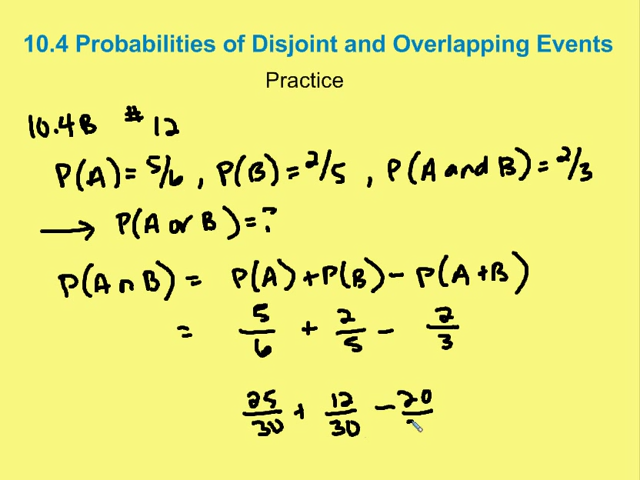 10.4 Probabilities of Disjoint and Overlapping Events
Practice
10.4B # 12
P(A) = 5/6 , P(B) = 2/5 , P(A and B) = 2/3
→ P(A or B) = ?
P(A or B) = P(A) + P(B) - P(A + B)
= 5/6 + 2/5 - 2/3
25/30 + 12/30 - 20/